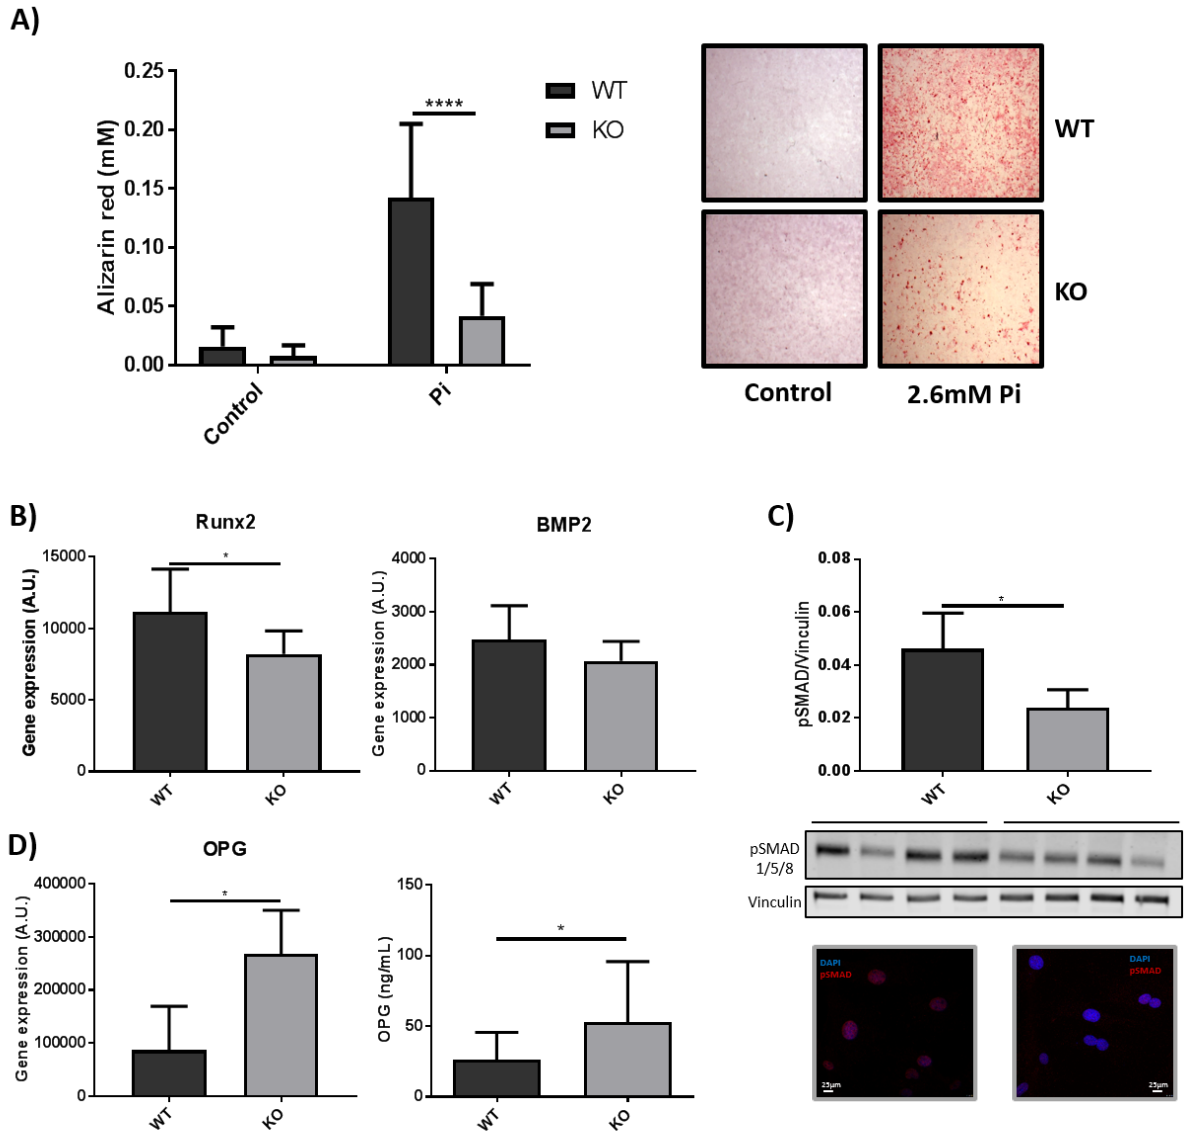 A)
0.25
0.20
0.15
0.10
0.05
0.00
Alizarin red (mM)
****
WT
KO
Control
Pi
WT
KO
Control
2.6mM Pi
B)
Runx2
15000
10000
5000
0
Gene expression (A.U.)
*
WT
KO
BMP2
4000
3000
2000
1000
0
Gene expression (A.U.)
WT
KO
C)
0.08
0.06
0.04
0.02
0.00
pSMAD/Vinculin
*
WT
KO
pSMAD
1/5/8
Vinculin
DAPI
pSMAD
25µm
DAPI
pSMAD
25µm
D)
OPG
400000
300000
200000
100000
0
Gene expression (A.U.)
*
WT
KO
150
100
50
0
OPG (ng/mL)
*
WT
KO